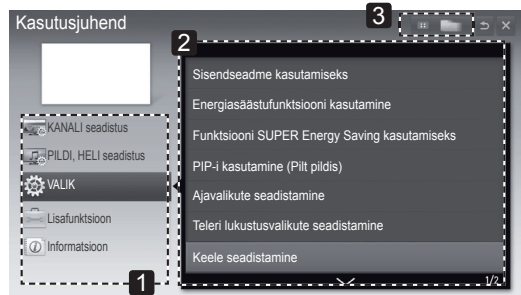 Kasutusjuhend
3
2
Sisendseadme kasutamiseks
Energiasäästufunktsiooni kasutamine
Funktsiooni SUPER Energy Saving kasutamiseks
PIP-i kasutamine (Pilt pildis)
Ajavalikute seadistamine
Teleri lukustusvalikute seadistamine
Keele seadistamine
1/2
KANALI seadistus
PILDI, HELI seadistus
VALIK
Lisafunktsioon
Informatsioon
1